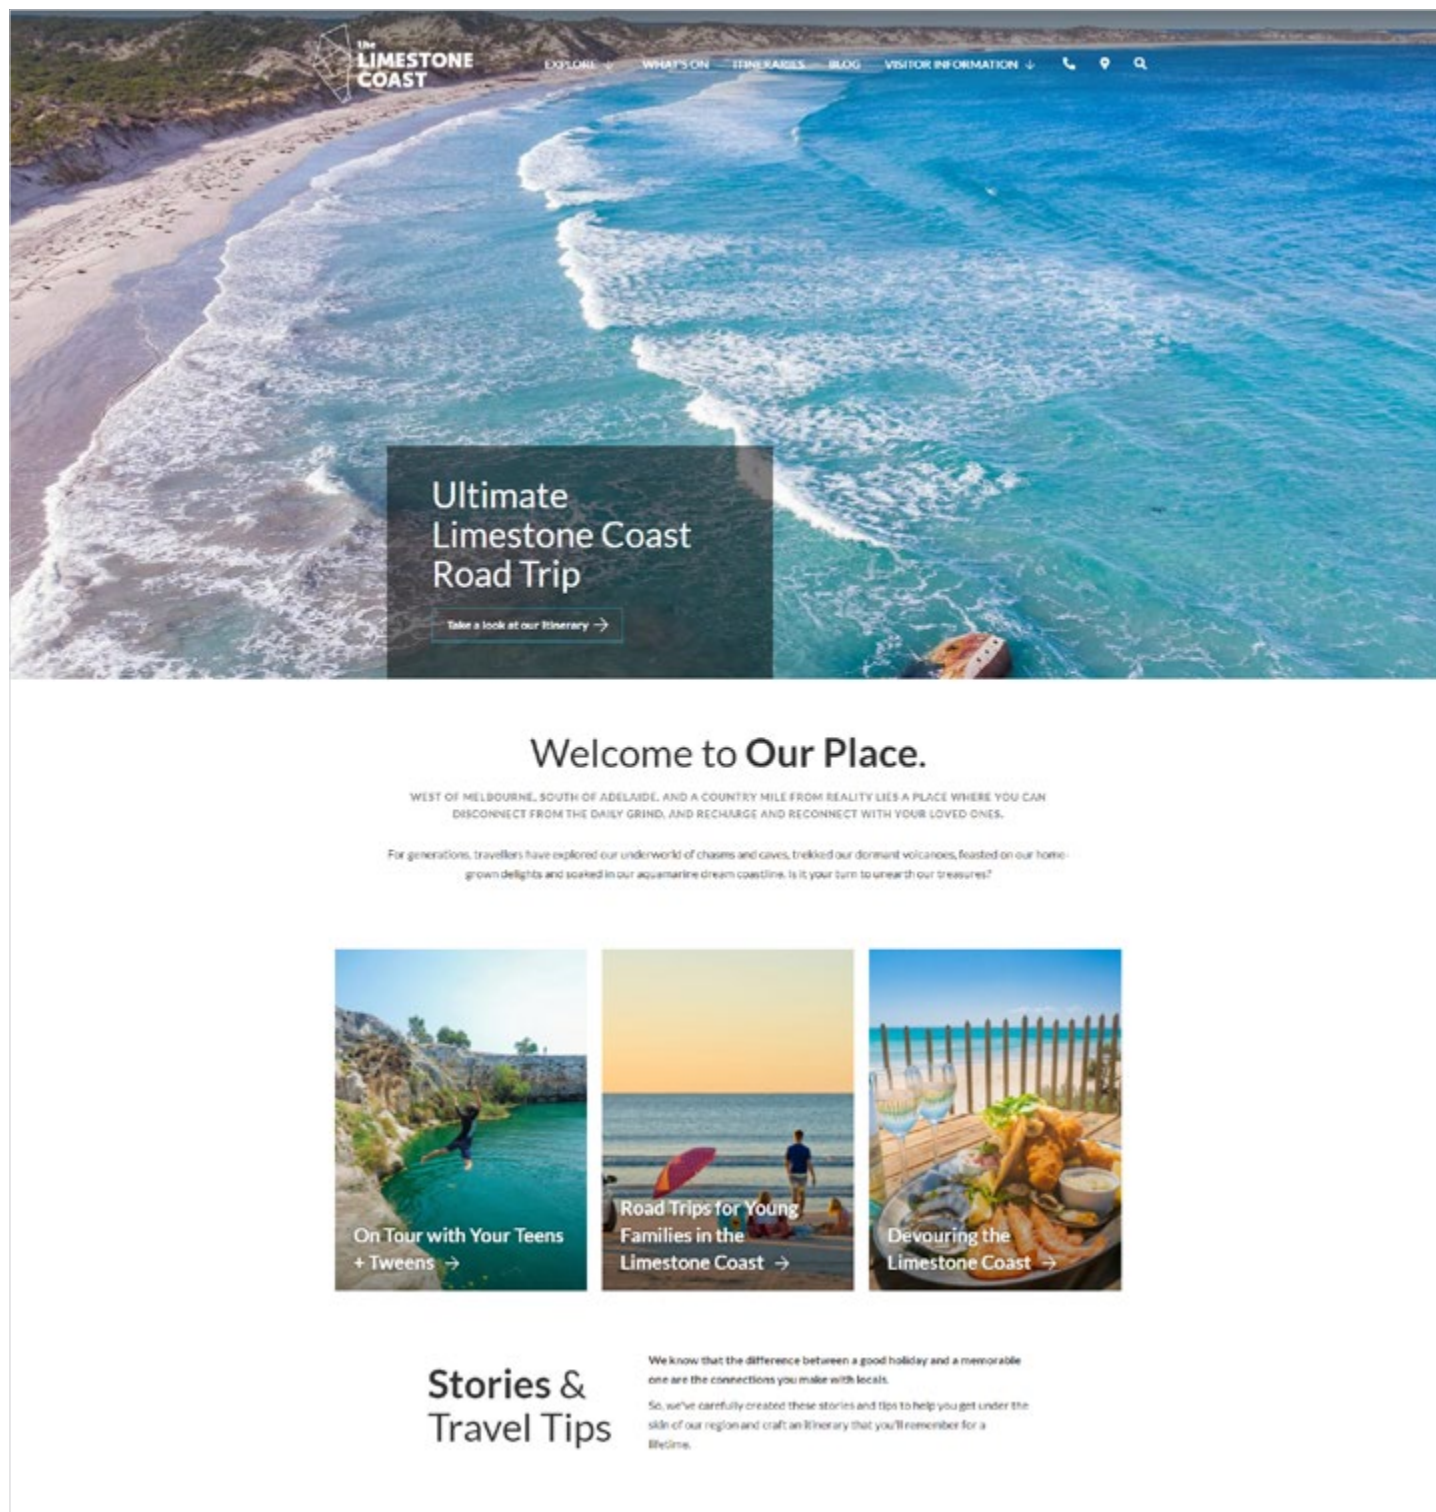 the
LIMESTONE
COAST
EXPLORE ↓ WHAT'S ON ITINERARIES BLOG VISITOR INFORMATION ↓
Ultimate
Limestone Coast
Road Trip
Take a look at our Itinerary →
Welcome to Our Place.
WEST OF MELBOURNE, SOUTH OF ADELAIDE, AND A COUNTRY MILE FROM REALITY LIES A PLACE WHERE YOU CAN
DISCONNECT FROM THE DAILY GRIND, AND RECHARGE AND RECONNECT WITH YOUR LOVED ONES.
For generations, travellers have explored our underworld of chasms and caves, trekked our dormant volcanoes, feasted on our home-
grown delights and soaked in our aquamarine dream coastline. Is it your turn to unearth our treasures?
On Tour with Your Teens
+ Tweens →
Road Trips for Young
Families in the
Limestone Coast →
Devouring the
Limestone Coast →
Stories &
Travel Tips
We know that the difference between a good holiday and a memorable
one are the connections you make with locals.
So, we've carefully created these stories and tips to help you get under the
skin of our region and craft an itinerary that you'll remember for a
lifetime.